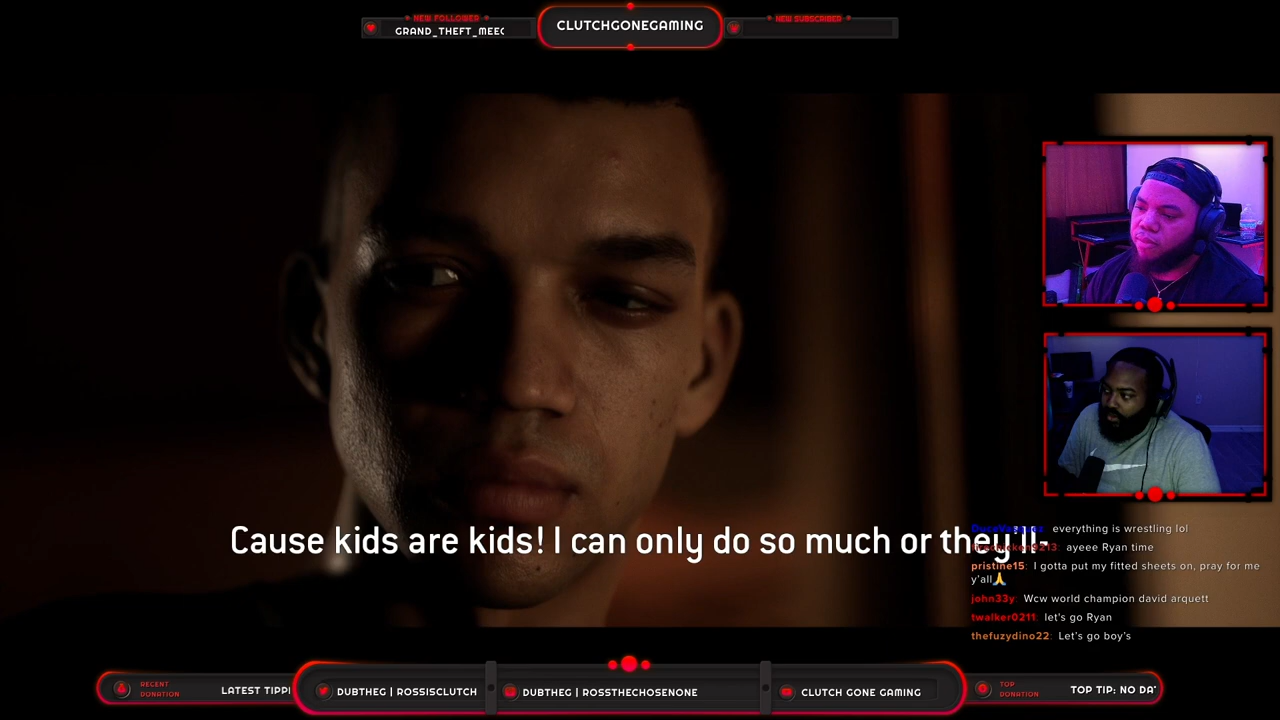 NEW FOLLOWER
GRAND_THEFT_MEEC
CLUTCHGONEGAMING
NEW SUBSCRIBER
Cause kids are kids! I can only do so much or they'll-
everything is wrestling lol
ayeee Ryan time
pristine15: I gotta put my fitted sheets on, pray for me
y'all🙏
john33y: Wcw world champion david arquett
twalker0211: let's go Ryan
thefuzydino22: Let's go boy's
RECENT
DONATION
LATEST TIPPI
DUBTHEG | ROSSISCLUTCH
DUBTHEG | ROSSTHECHOSENONE
CLUTCH GONE GAMING
TOP
DONATION
TOP TIP: NO DA